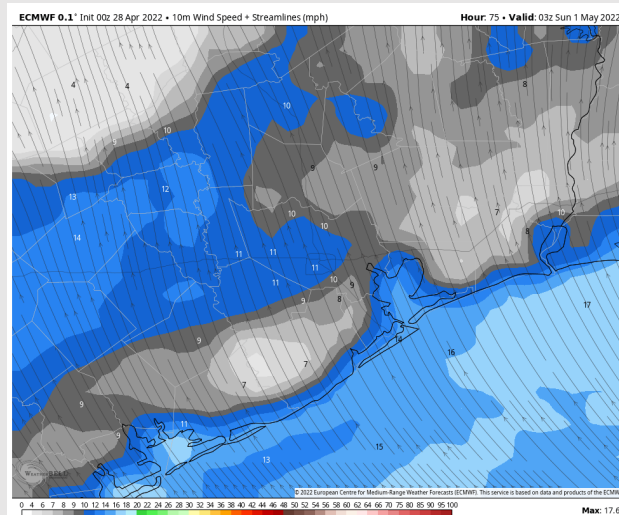 ECMWF 0.1° Init 00z 28 Apr 2022 • 10m Wind Speed + Streamlines (mph) Hour: 75 • Valid: 03z Sun 1 May 2022
4 4 8
10
9 10
9 9
13 12
10 7 10
14 10 8
11 11
11
11 10 9
9 8 17
14
9 16
7 7
9
11
9 15
13
WeatherBELL
© 2022 European Centre for Medium-Range Weather Forecasts (ECMWF). This service is based on data and products of the ECMW
0 4 6 8 10 12 14 16 18 20 22 24 26 28 30 32 34 36 38 40 42 44 46 48 50 52 54 56 58 60 62 64 66 70 75 80 85 90 95 100
Max: 17.6